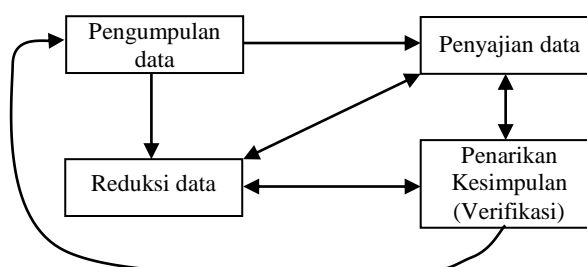 Pengumpulan
data
Penyajian data
Reduksi data
Penarikan
Kesimpulan
(Verifikasi)